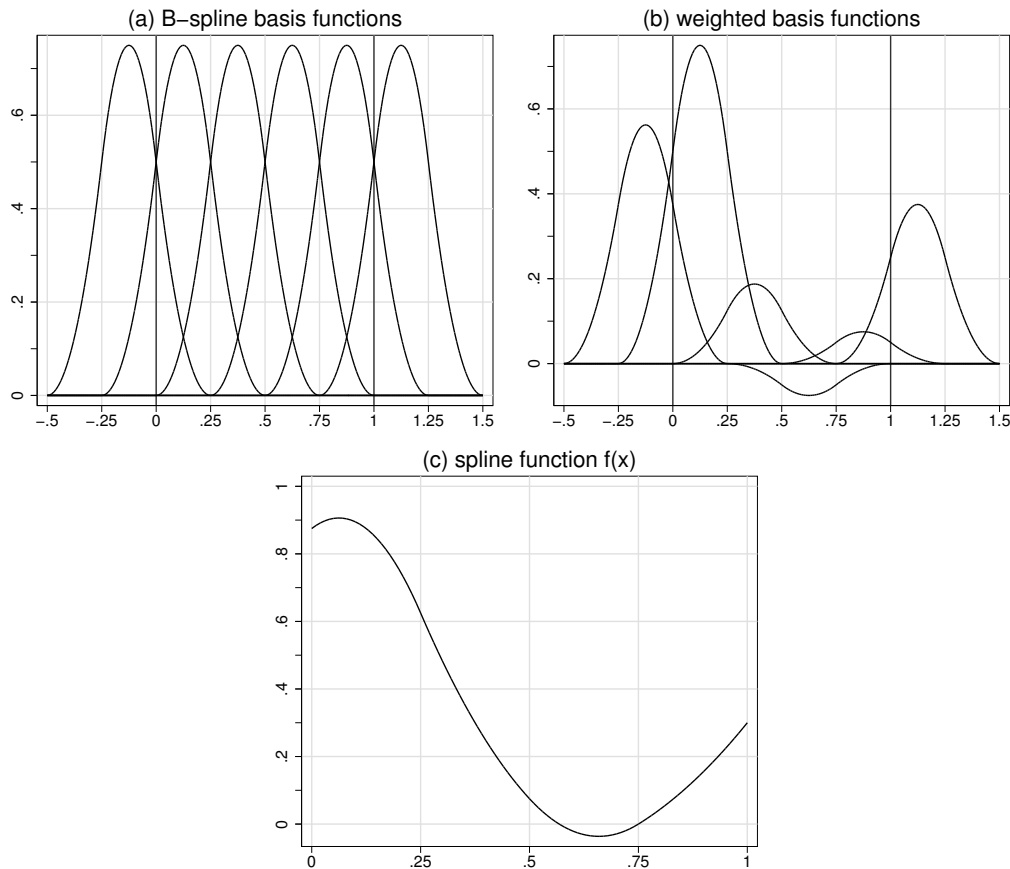 (a) B−spline basis functions
.6
.4
.2
0
−.5 −.25 0 .25 .5 .75 1 1.25 1.5
(b) weighted basis functions
.6
.4
.2
0
−.5 −.25 0 .25 .5 .75 1 1.25 1.5
(c) spline function f(x)
1
.8
.6
.4
.2
0
0 .25 .5 .75 1